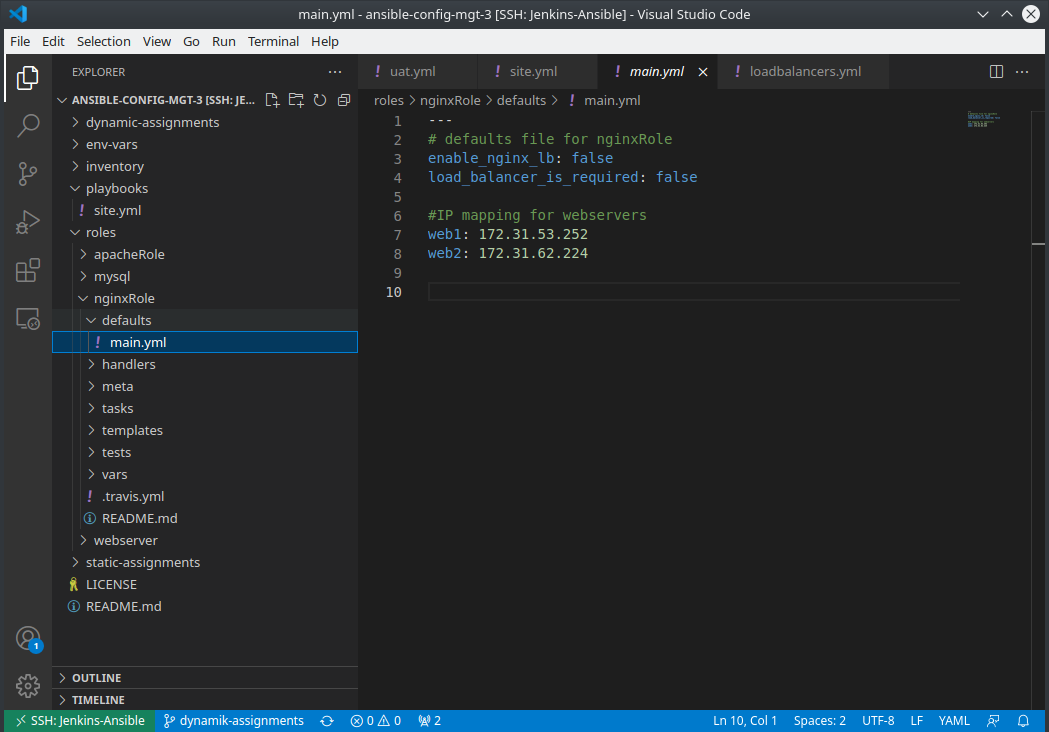 main.yml - ansible-config-mgt-3 [SSH: Jenkins-Ansible] - Visual Studio Code
File Edit Selection View Go Run Terminal Help
EXPLORER
ANSIBLE-CONFIG-MGT-3 [SSH: JE...
dynamic-assignments
env-vars
inventory
playbooks
! site.yml
roles
apacheRole
mysql
nginxRole
defaults
! main.yml
handlers
meta
tasks
templates
tests
vars
! .travis.yml
README.md
webserver
static-assignments
LICENSE
README.md
OUTLINE
TIMELINE
! uat.yml ! site.yml ! main.yml ! loadbalancers.yml
roles > nginxRole > defaults > ! main.yml
1 ---
2 # defaults file for nginxRole
3 enable_nginx_lb: false
4 load_balancer_is_required: false
5
6 #IP mapping for webservers
7 web1: 172.31.53.252
8 web2: 172.31.62.224
9
10
1
SSH: Jenkins-Ansible dynamik-assignments 0 0 2 Ln 10, Col 1 Spaces: 2 UTF-8 LF YAML